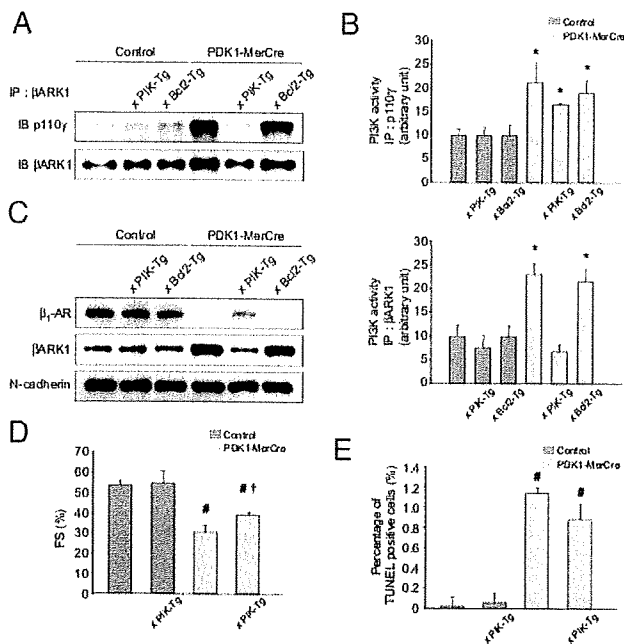 A
Control
PDK1-MerCre
IP : βARK1
x PIK-Tg
x Bcl2-Tg
x PIK-Tg
x Bcl2-Tg
IB p110γ
IB βARK1
B
Control
PDK1-MerCre
PI3K activity
IP : p110γ
(arbitrary unit)
30
25
20
15
10
5
0
*
*
*
x PIK-Tg
x Bcl2-Tg
x PIK-Tg
x Bcl2-Tg
PI3K activity
IP : βARK1
(arbitrary unit)
30
25
20
15
10
5
0
*
*
x PIK-Tg
x Bcl2-Tg
x PIK-Tg
x Bcl2-Tg
C
Control
PDK1-MerCre
x PIK-Tg
x Bcl2-Tg
x PIK-Tg
x Bcl2-Tg
β1-AR
βARK1
N-cadherin
D
Control
PDK1-MerCre
FS (%)
70
60
50
40
30
20
10
0
#
# †
x PIK-Tg
x PIK-Tg
E
Control
PDK1-MerCre
Percentage of
TUNEL positive cells (%)
1.4
1.2
1.0
0.8
0.6
0.4
0.2
0
#
#
x PIK-Tg
x PIK-Tg